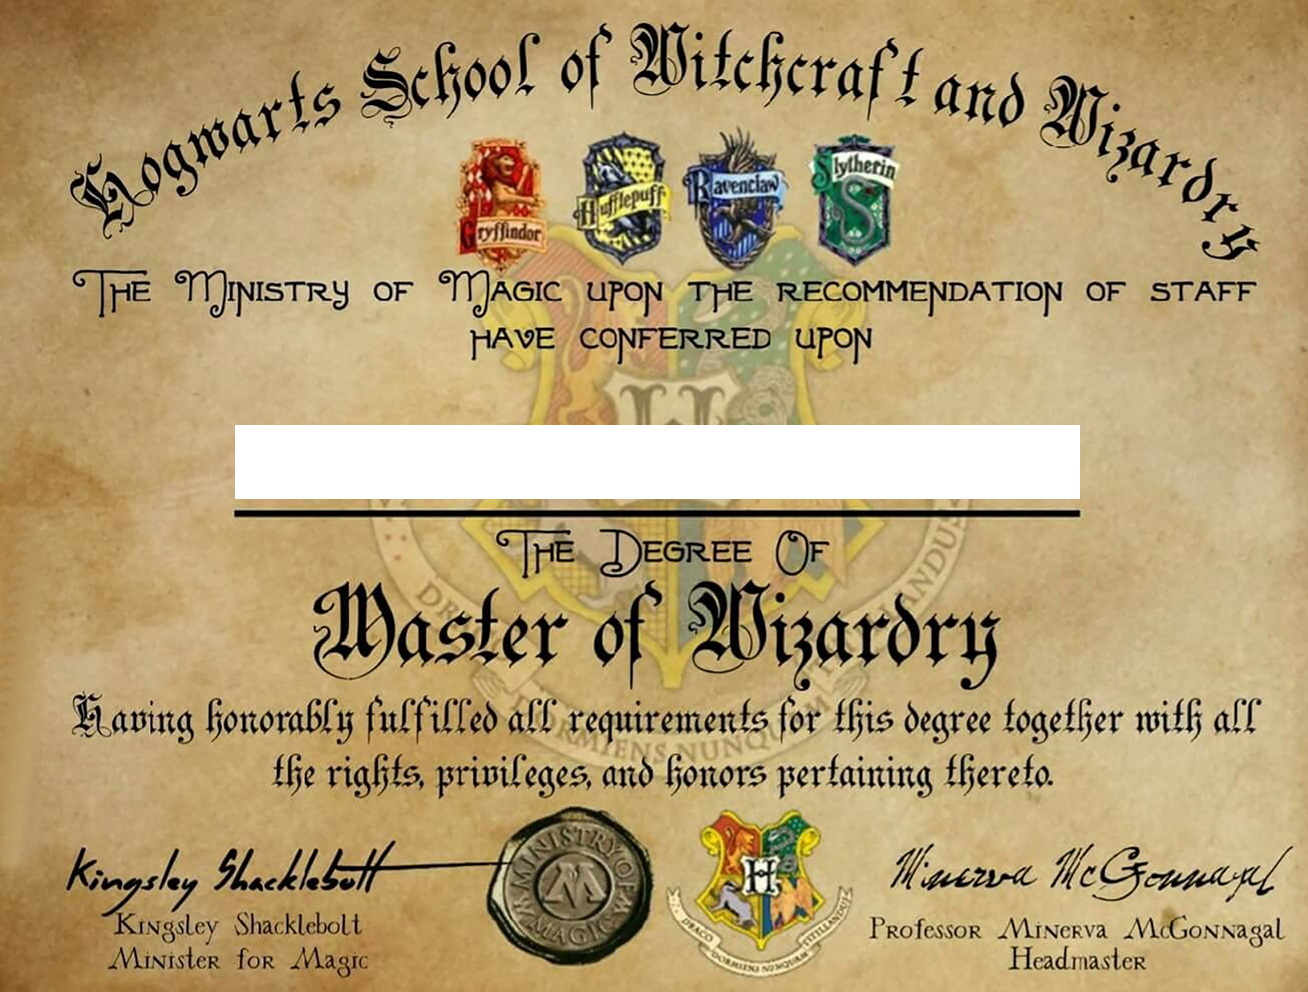 Hogwarts School of Witchcraft and Wizardry
Gryffindor
Hufflepuff
Ravenclaw
Slytherin
The Ministry of Magic upon the recommendation of staff
have conferred upon
The Degree Of
Master of Wizardry
Having honorably fulfilled all requirements for this degree together with all
the rights, privileges, and honors pertaining thereto.
Kingsley Shacklebolt
Kingsley Shacklebolt
Minister for Magic
MINISTRY OF
MAGIC
M
H
DRACO DORMIENS NUNQUAM TITILLANDUS
Minerva McGonnagal
Professor Minerva McGonnagal
Headmaster